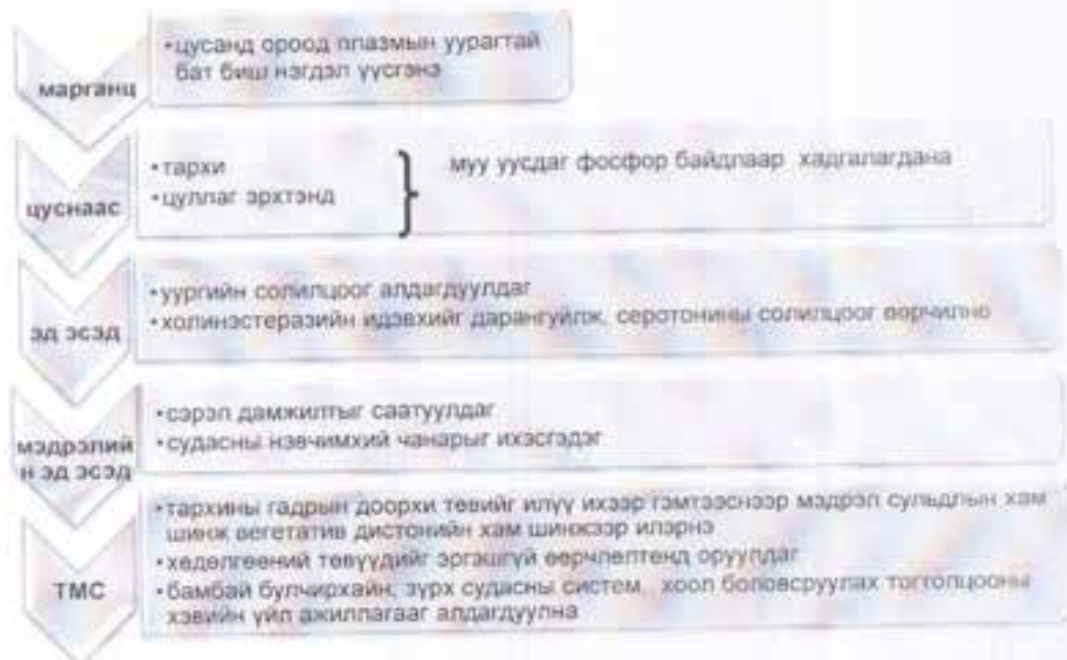 марганц
•цусанд ороод плазмын уурагтай
бат биш нэгдэл үүсгэнэ
цуснаас
•тархи
•цуллаг эрхтэнд
муу уусдаг фосфор байдлаар хадгалагдана
эд эсэд
•уургийн солилцоог алдагдуулдаг
•холинэстеразийн идэвхийг дарангуйлж, серотонины солилцоог өөрчилнө
мэдрэлий
н эд эсэд
•сэрэл дамжилтыг саатуулдаг
•судасны нэвчимхий чанарыг ихэсгэдэг
ТМС
•тархины гадрын доорхи төвийг илүү ихээр гэмтээснээр мэдрэл сульдлын хам
шинж вегетатив дистонийн хам шинжээр илэрнэ
•хөдөлгөөний төвүүдийг эргэшгүй өөрчлөлтөнд оруулдаг
•бамбай булчирхайн, зүрх судасны систем, хоол боловсруулах тогтолцооны
хэвийн үйл ажиллагааг алдагдуулна